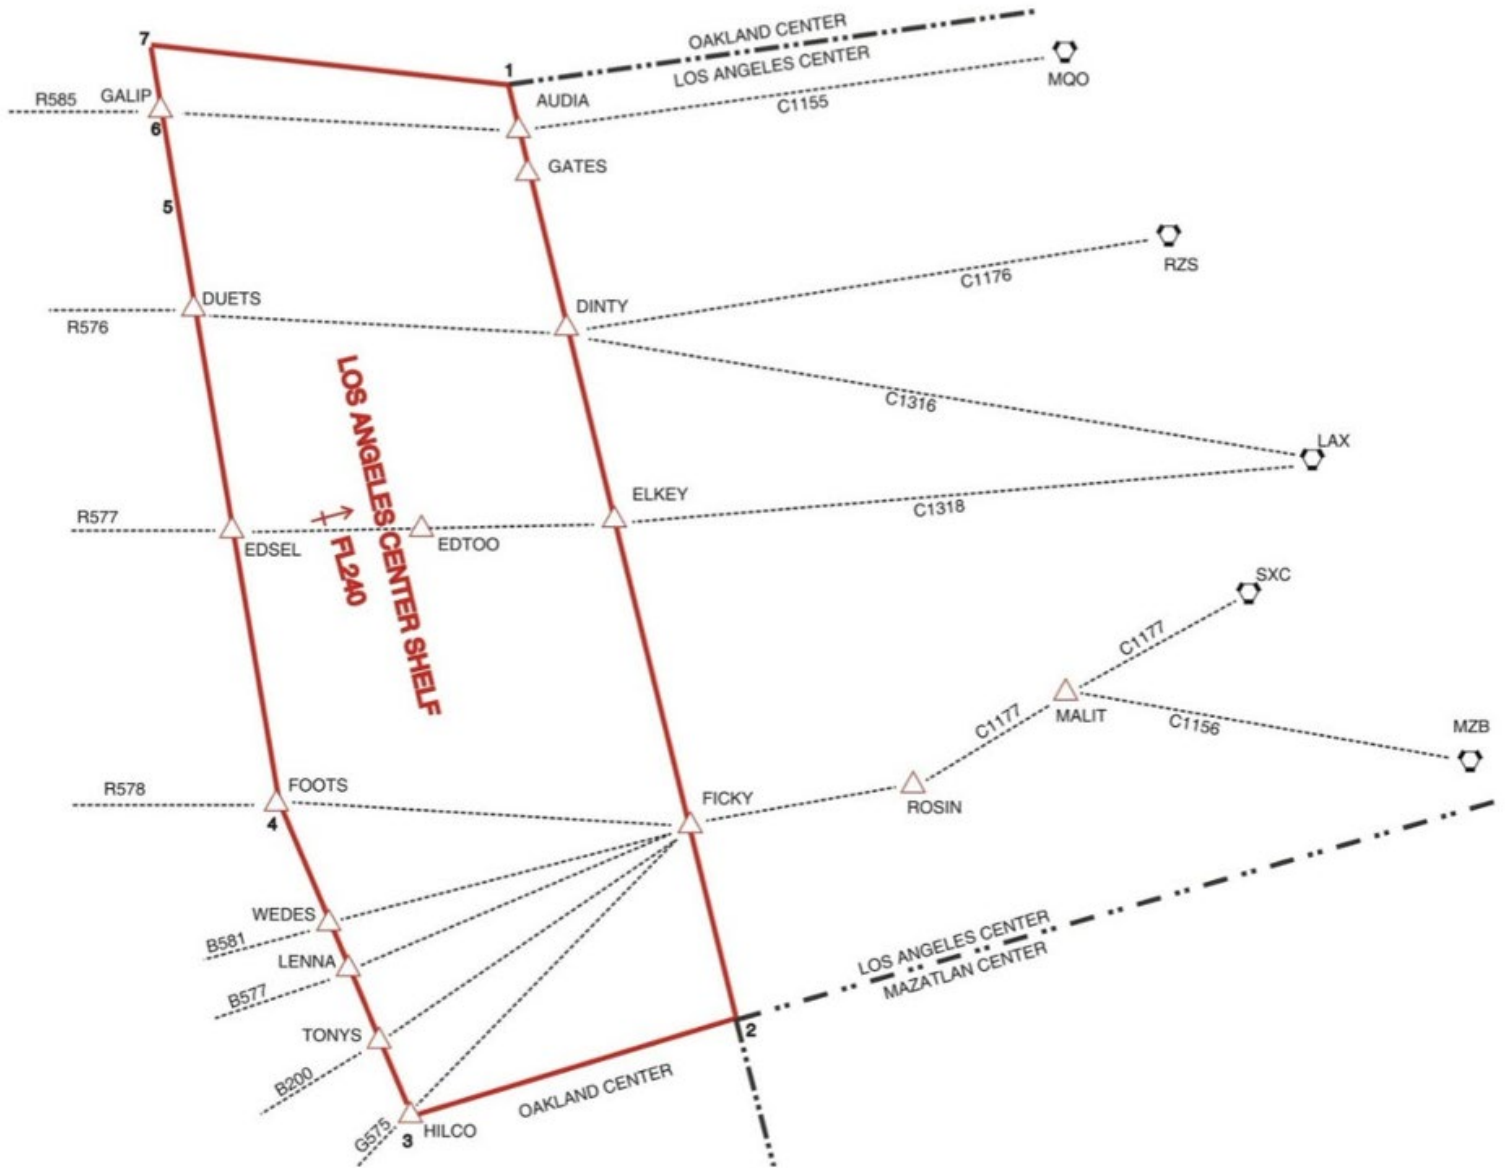 OAKLAND CENTER
7
LOS ANGELES CENTER
1
MQO
R585
GALIP
AUDIA
C1155
6
GATES
5
RZS
C1176
DUETS
DINTY
R576
LOS ANGELES CENTER SHELF
FL240
C1316
LAX
ELKEY
C1318
R577
EDSEL
EDTOO
SXC
C1177
MALIT
C1177
C1156
MZB
R578
FOOTS
4
FICKY
ROSIN
WEDES
B581
LOS ANGELES CENTER
MAZATLAN CENTER
LENNA
B577
TONYS
2
B200
OAKLAND CENTER
G575
3
HILCO